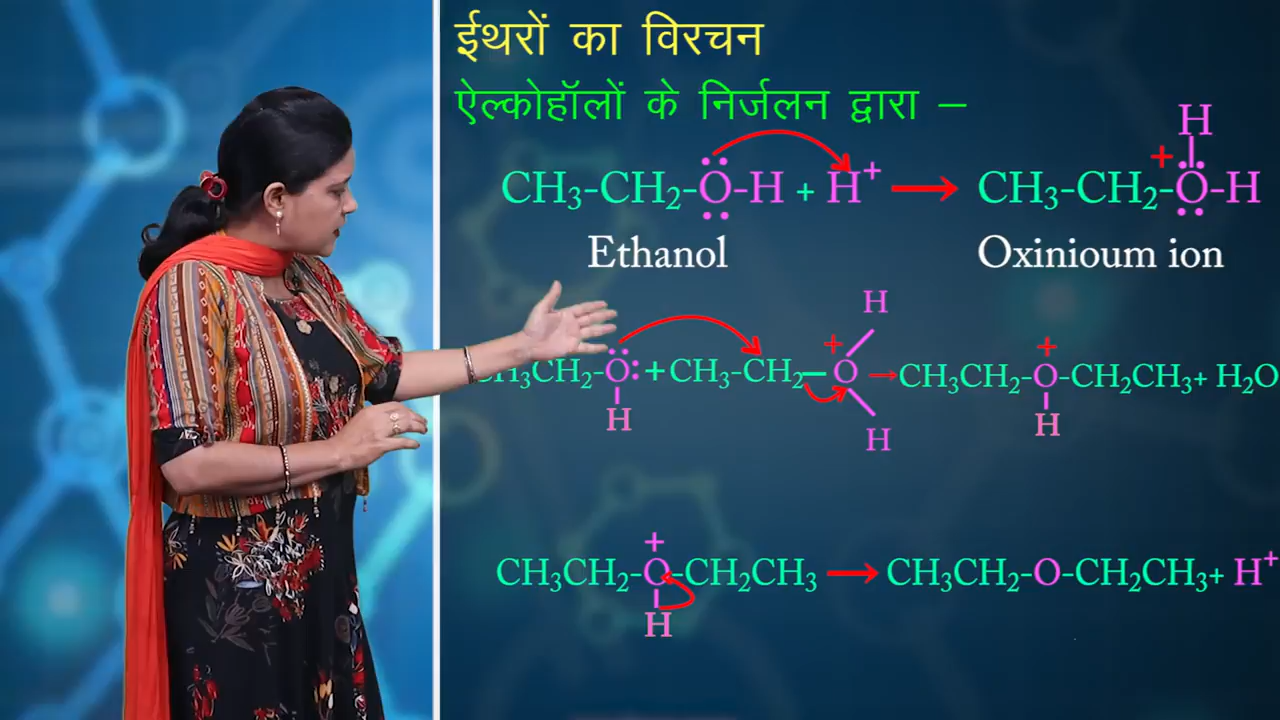 ईथरों का विरचन
ऐल्कोहॉलों के निर्जलन द्वारा –
H
CH₃-CH₂-O-H + H⁺ → CH₃-CH₂-O⁺-H
Ethanol Oxinioum ion
H
CH₃CH₂-O: + CH₃-CH₂–O⁺ → CH₃CH₂-O⁺-CH₂CH₃+ H₂O
H H H
CH₃CH₂-O⁺-CH₂CH₃ → CH₃CH₂-O-CH₂CH₃+ H⁺
H